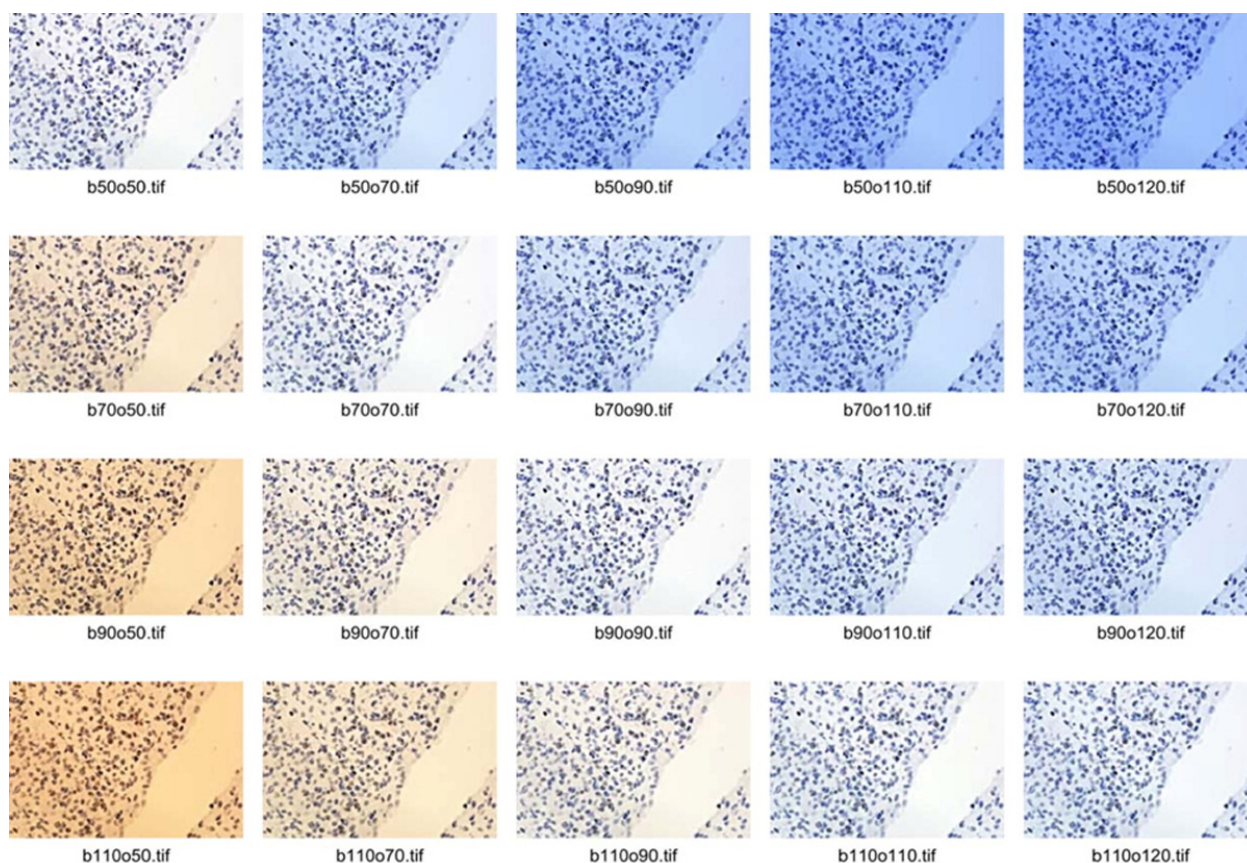 b50o50.tif b50o70.tif b50o90.tif b50o110.tif b50o120.tif
b70o50.tif b70o70.tif b70o90.tif b70o110.tif b70o120.tif
b90o50.tif b90o70.tif b90o90.tif b90o110.tif b90o120.tif
b110o50.tif b110o70.tif b110o90.tif b110o110.tif b110o120.tif